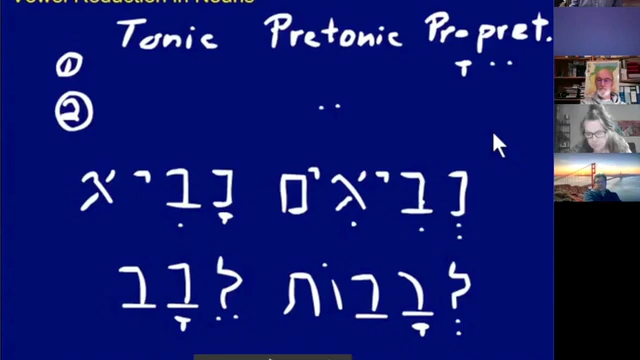 Vowel Reduction in Nouns
Tonic Pretonic Pro-pret.
① ָ ֵ
② ֵ
נְבִיאִים נָבִיא
לְבָבוֹת לֵבָב